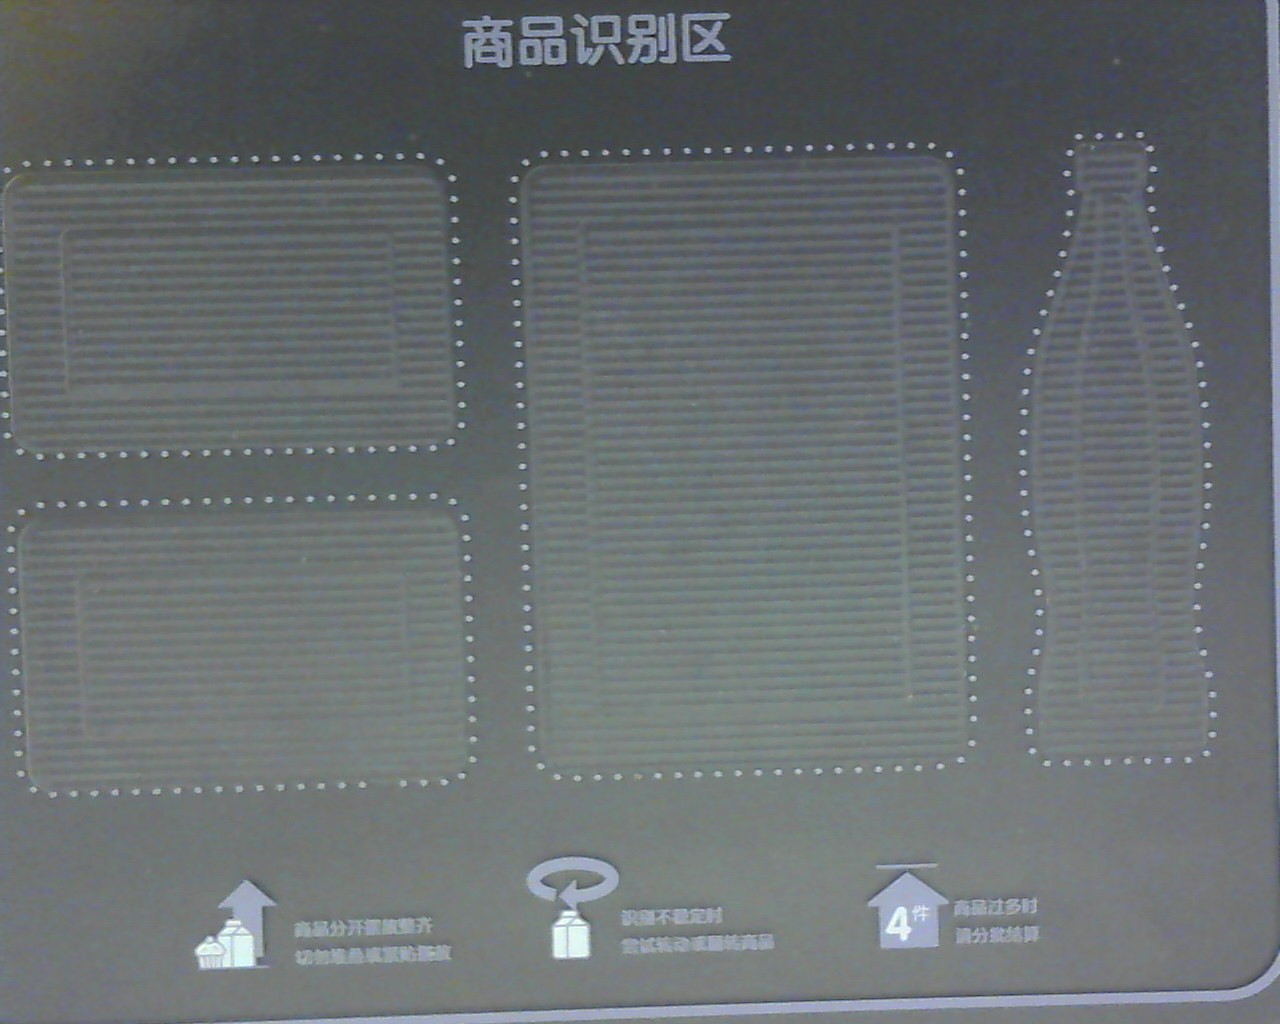 商品识别区
商品分开摆放整齐
切勿堆叠或紧贴摆放
识别不稳定时
尝试转动或翻转商品
4件
商品过多时
请分批结算